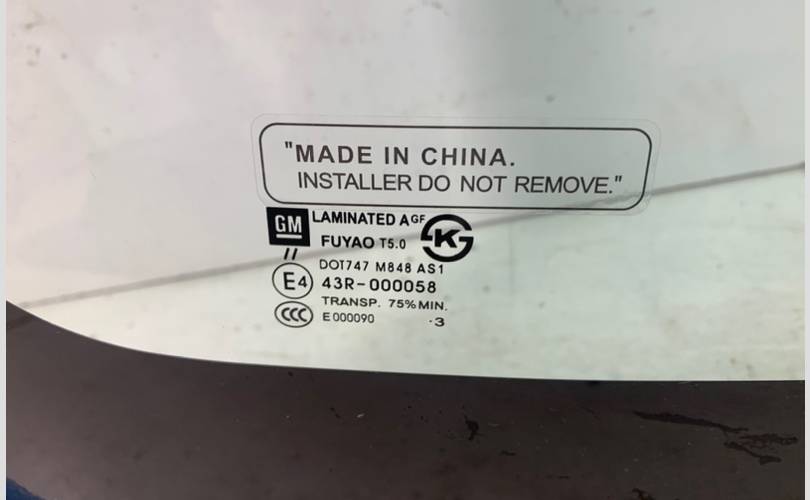 "MADE IN CHINA.
INSTALLER DO NOT REMOVE."
GM LAMINATED AGF
FUYAO T5.0 K
DOT747 M848 AS1
E4 43R-000058
TRANSP. 75%MIN.
CCC E000090 ·3